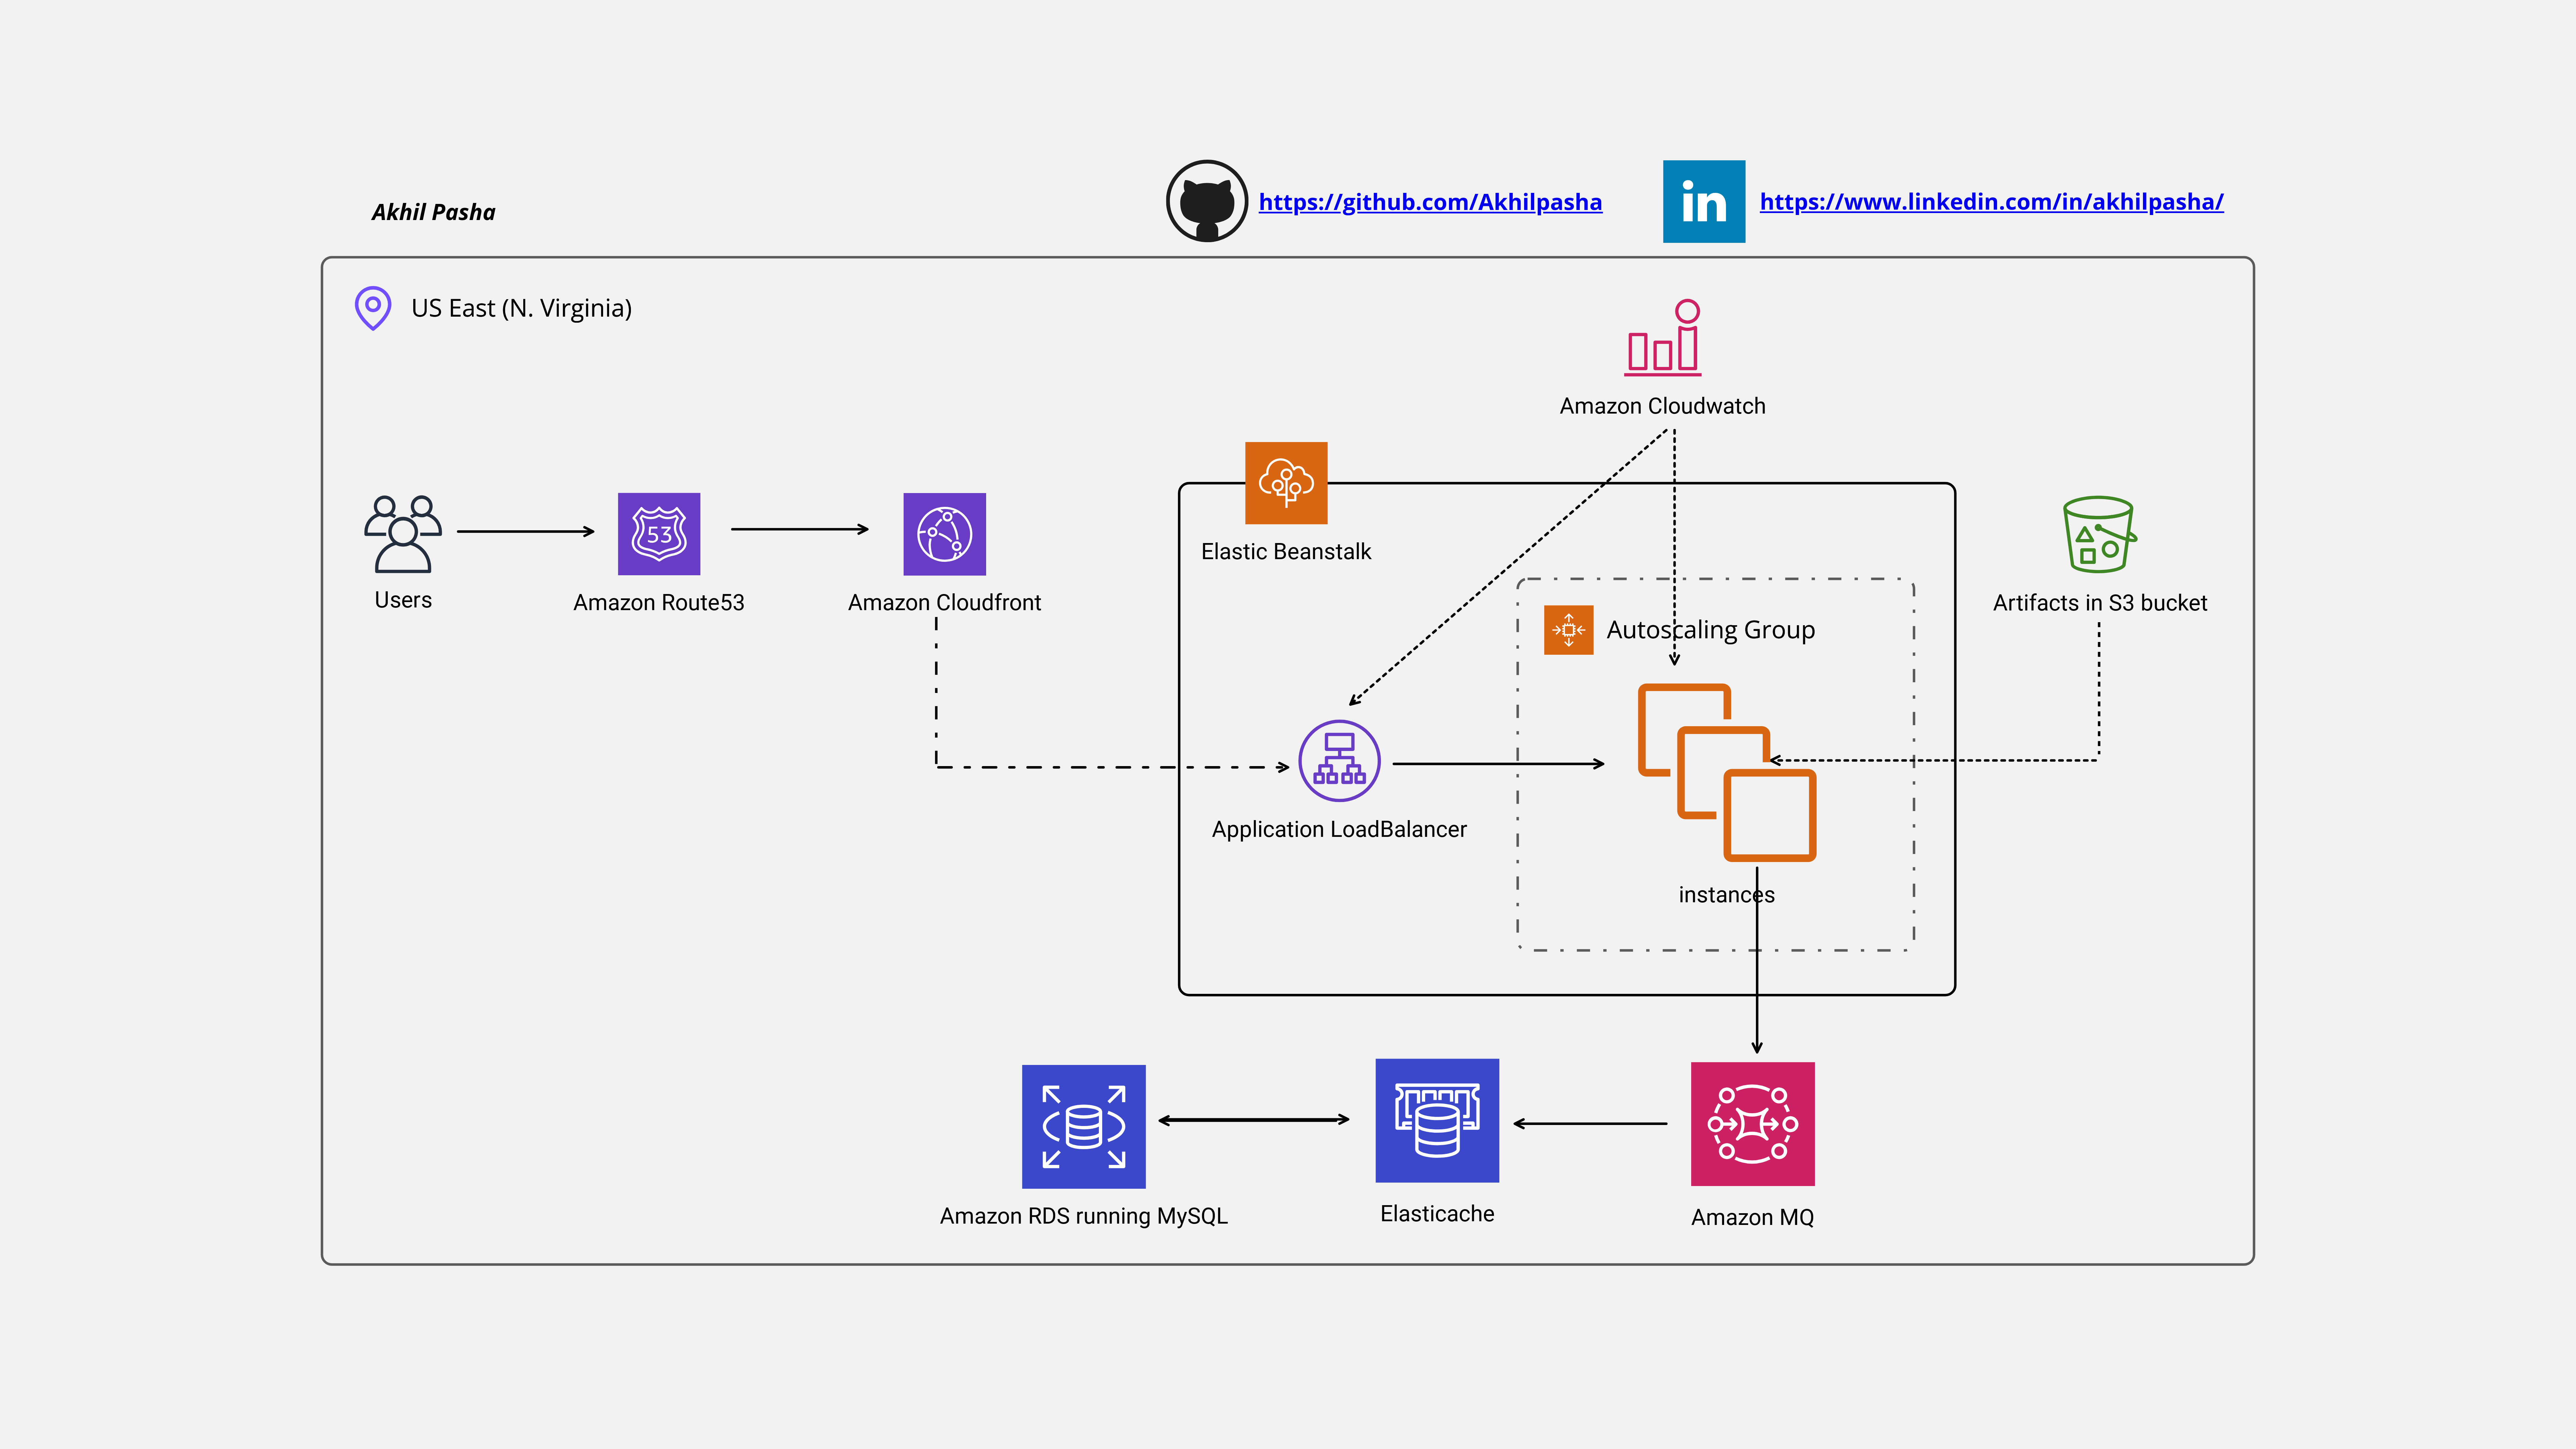 Akhil Pasha
https://github.com/Akhilpasha
in
https://www.linkedin.com/in/akhilpasha/
US East (N. Virginia)
Amazon Cloudwatch
Elastic Beanstalk
53
Users
Amazon Route53
Amazon Cloudfront
Artifacts in S3 bucket
Autoscaling Group
Application LoadBalancer
instances
Amazon RDS running MySQL
Elasticache
Amazon MQ